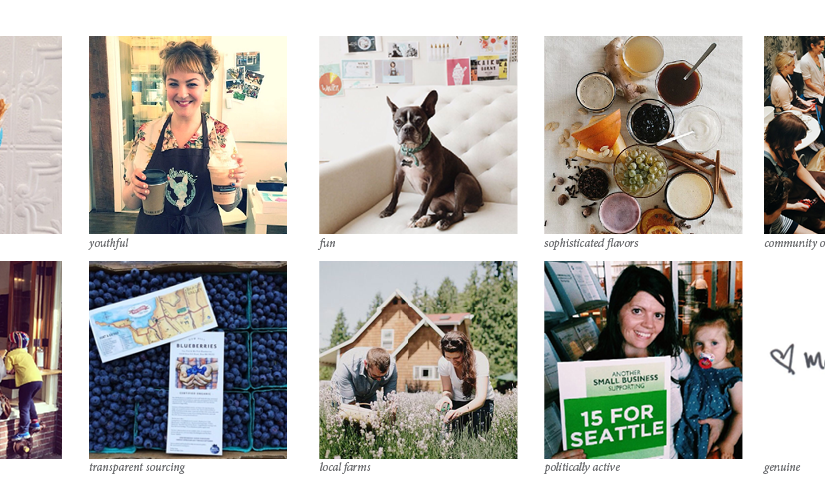 youthful
fun
sophisticated flavors
community o
BLUEBERRIES
ANOTHER
SMALL BUSINESS
SUPPORTING
15 FOR
SEATTLE
transparent sourcing
local farms
politically active
genuine